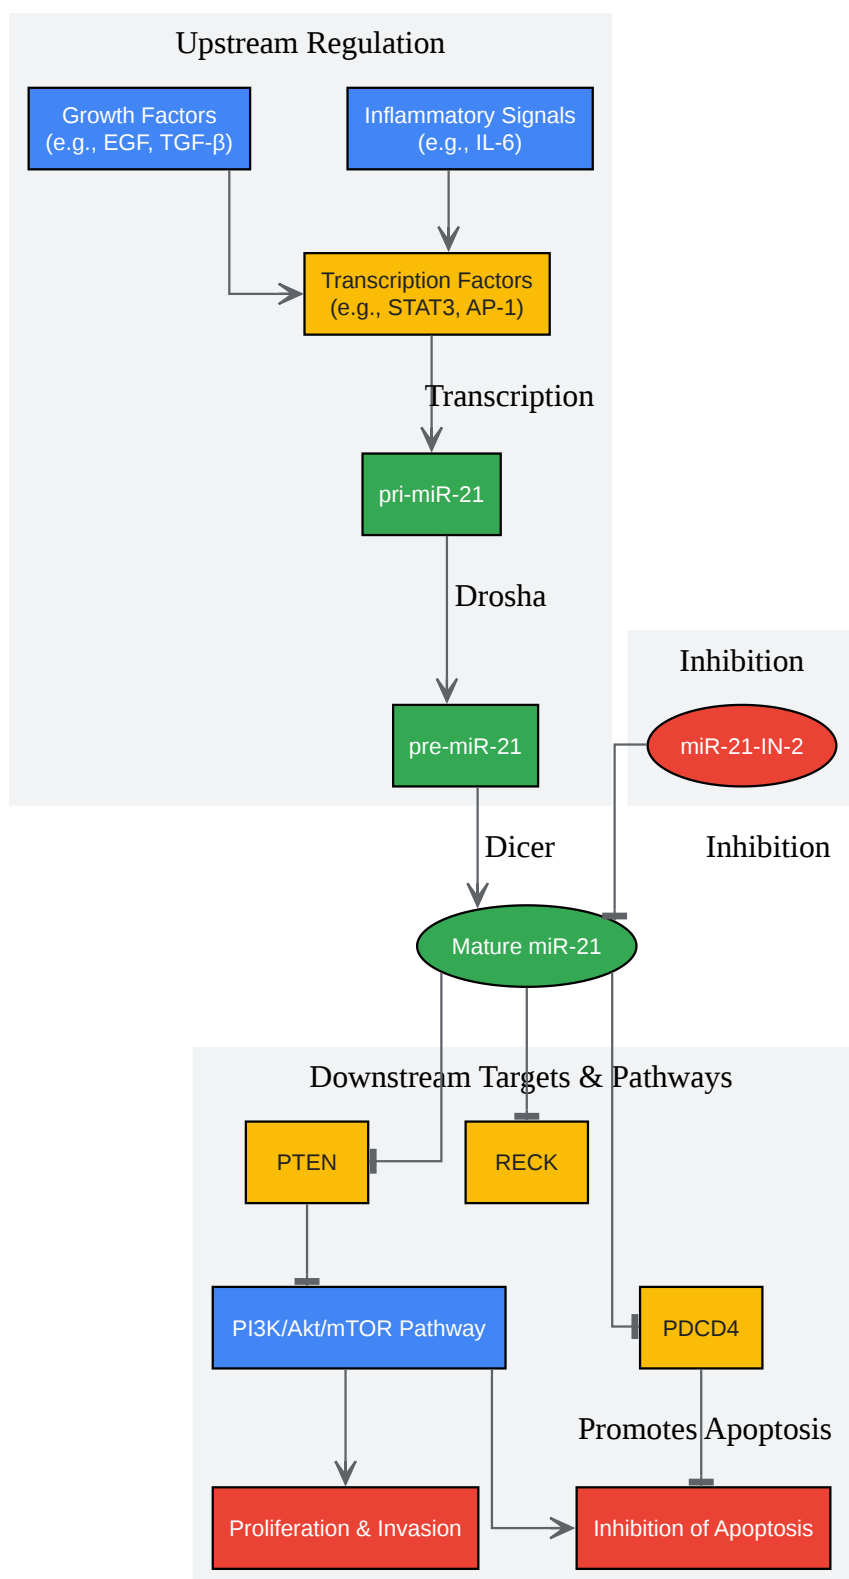 Upstream Regulation
Growth Factors
(e.g., EGF, TGF-β)
Inflammatory Signals
(e.g., IL-6)
Transcription Factors
(e.g., STAT3, AP-1)
Transcription
pri-miR-21
Drosha
Inhibition
pre-miR-21
miR-21-IN-2
Dicer
Inhibition
Mature miR-21
Downstream Targets & Pathways
PTEN
RECK
PI3K/Akt/mTOR Pathway
PDCD4
Promotes Apoptosis
Proliferation & Invasion
Inhibition of Apoptosis